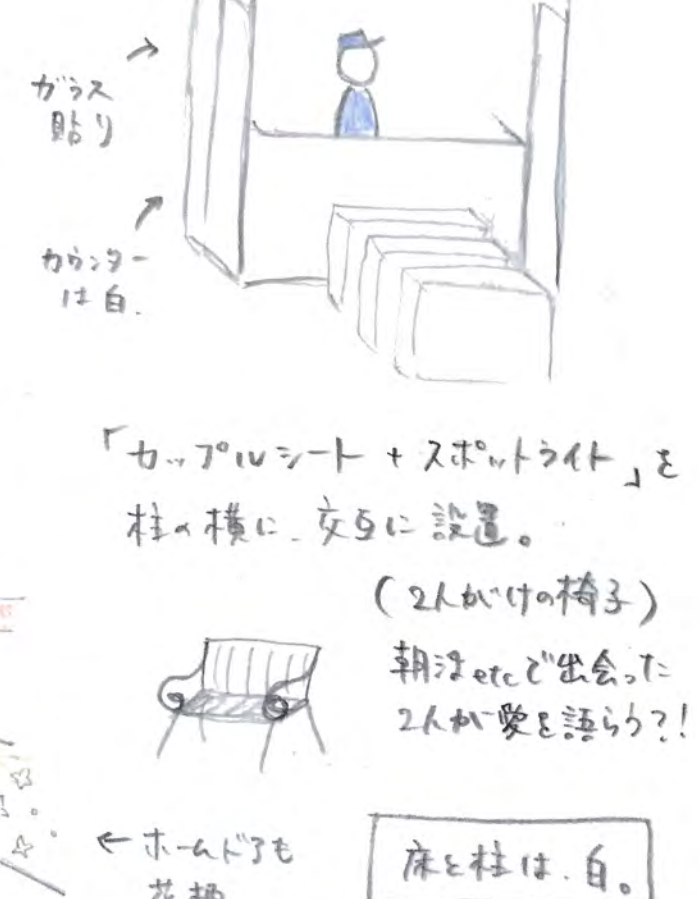 ガラス
貼り
カウンター
は白.
「カップルシート + スポットライト」を
柱の横に、交互に設置。
(2人がけの椅子)
朝活etcで出会った
2人が愛を語らう?!
← ホームドアも
花柄
床と柱は、白。